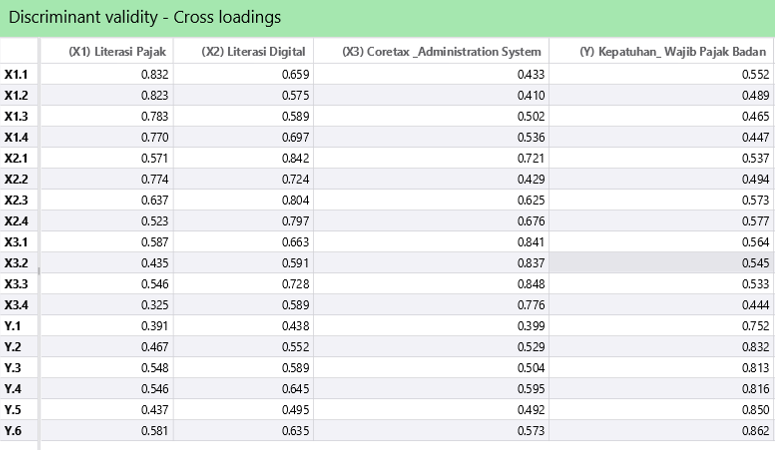 Discriminant validity - Cross loadings
(X1) Literasi Pajak (X2) Literasi Digital (X3) Coretax _Administration System (Y) Kepatuhan_ Wajib Pajak Badan
X1.1 0.832 0.659 0.433 0.552
X1.2 0.823 0.575 0.410 0.489
X1.3 0.783 0.589 0.502 0.465
X1.4 0.770 0.697 0.536 0.447
X2.1 0.571 0.842 0.721 0.537
X2.2 0.774 0.724 0.429 0.494
X2.3 0.637 0.804 0.625 0.573
X2.4 0.523 0.797 0.676 0.577
X3.1 0.587 0.663 0.841 0.564
X3.2 0.435 0.591 0.837 0.545
X3.3 0.546 0.728 0.848 0.533
X3.4 0.325 0.589 0.776 0.444
Y.1 0.391 0.438 0.399 0.752
Y.2 0.467 0.552 0.529 0.832
Y.3 0.548 0.589 0.504 0.813
Y.4 0.546 0.645 0.595 0.816
Y.5 0.437 0.495 0.492 0.850
Y.6 0.581 0.635 0.573 0.862